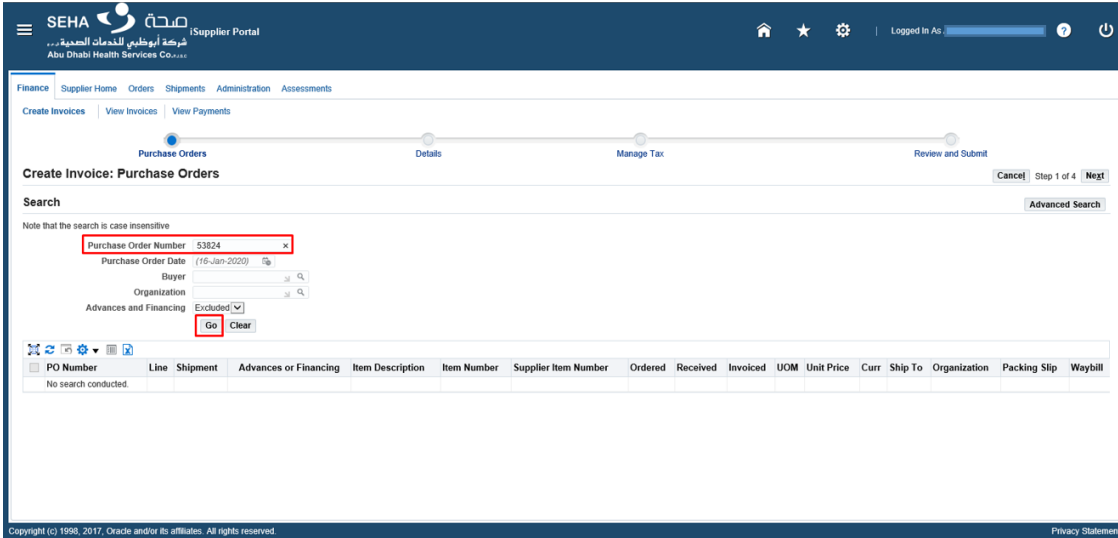 SEHA صحة
iSupplier Portal
شركة أبوظبي للخدمات الصحية ش.م.ع
Abu Dhabi Health Services Co. P.J.S.C
Logged In As
?
Finance Supplier Home Orders Shipments Administration Assessments
Create Invoices View Invoices View Payments
Purchase Orders Details Manage Tax Review and Submit
Create Invoice: Purchase Orders
Cancel Step 1 of 4 Next
Search
Advanced Search
Note that the search is case insensitive
Purchase Order Number 53824 ×
Purchase Order Date (16-Jan-2020)
Buyer
Organization
Advances and Financing Excluded
Go Clear
PO Number Line Shipment Advances or Financing Item Description Item Number Supplier Item Number Ordered Received Invoiced UOM Unit Price Curr Ship To Organization Packing Slip Waybill
No search conducted.
Copyright (c) 1998, 2017, Oracle and/or its affiliates. All rights reserved.
Privacy Statemen